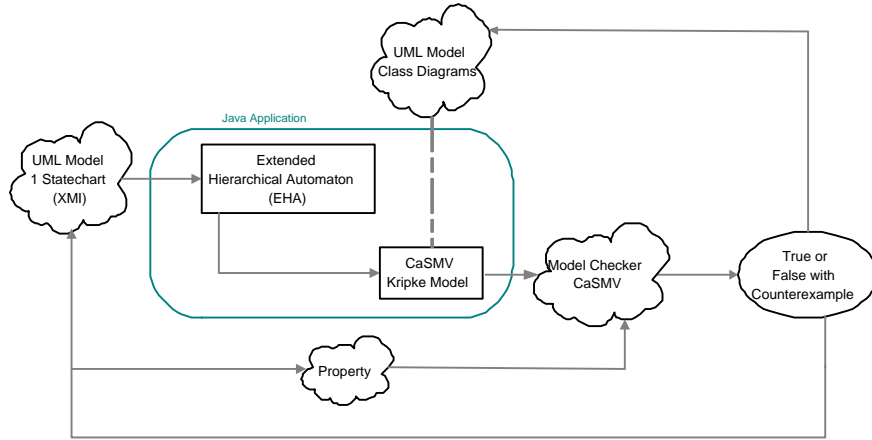 UML Model
Class Diagrams
Java Application
UML Model
1 Statechart
(XMI)
Extended
Hierarchical Automaton
(EHA)
CaSMV
Kripke Model
Model Checker
CaSMV
True or
False with
Counterexample
Property